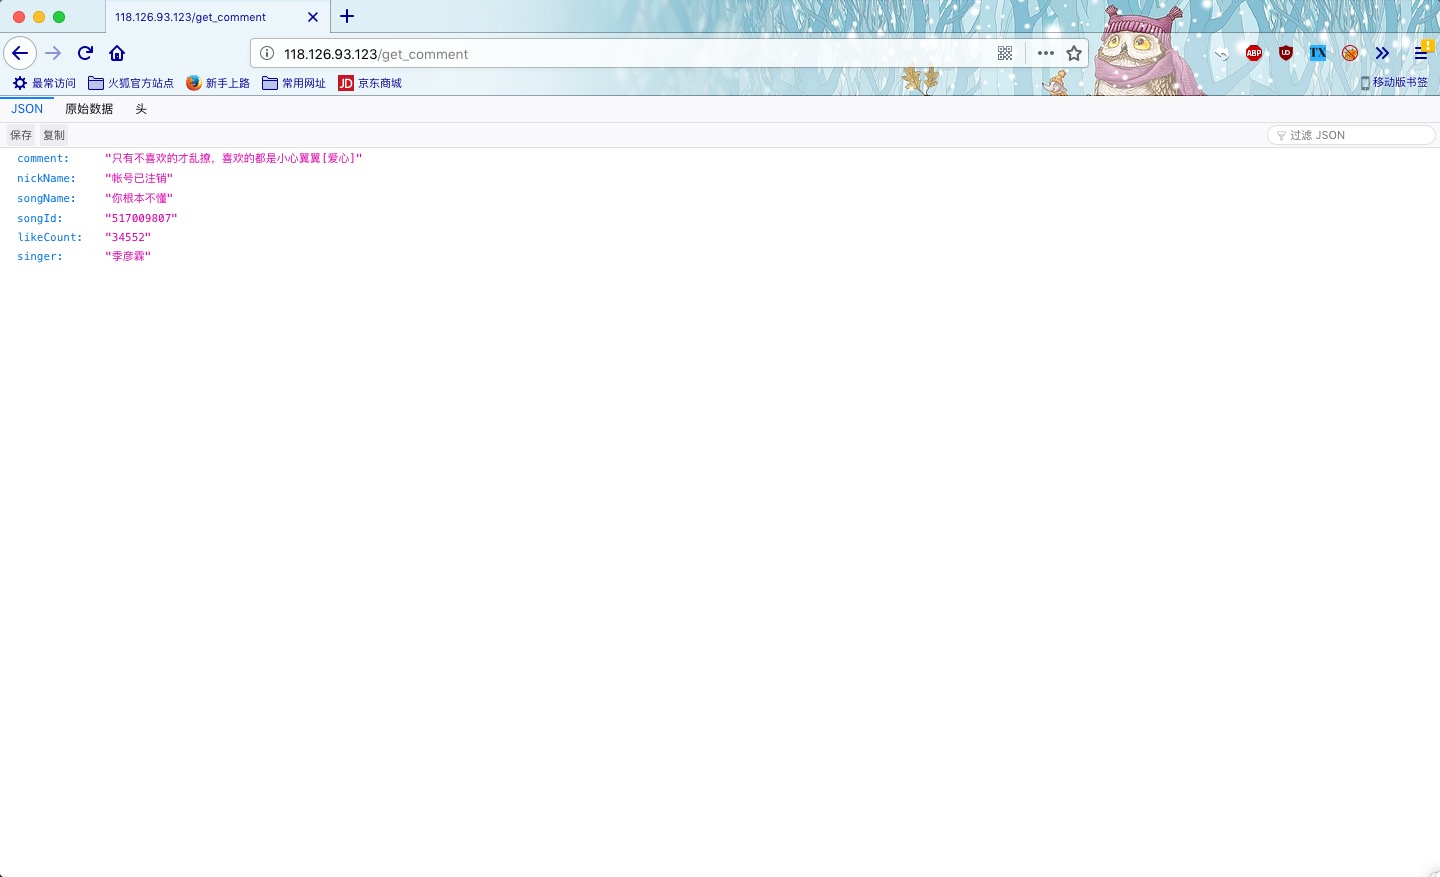 118.126.93.123/get_comment
118.126.93.123/get_comment
ABP
UO
TX
最常访问 火狐官方站点 新手上路 常用网址 JD 京东商城 移动版书签
JSON 原始数据 头
保存 复制 过滤 JSON
comment: "只有不喜欢的才乱撩，喜欢的都是小心翼翼[爱心]"
nickName: "帐号已注销"
songName: "你根本不懂"
songId: "517009807"
likeCount: "34552"
singer: "季彦霖"